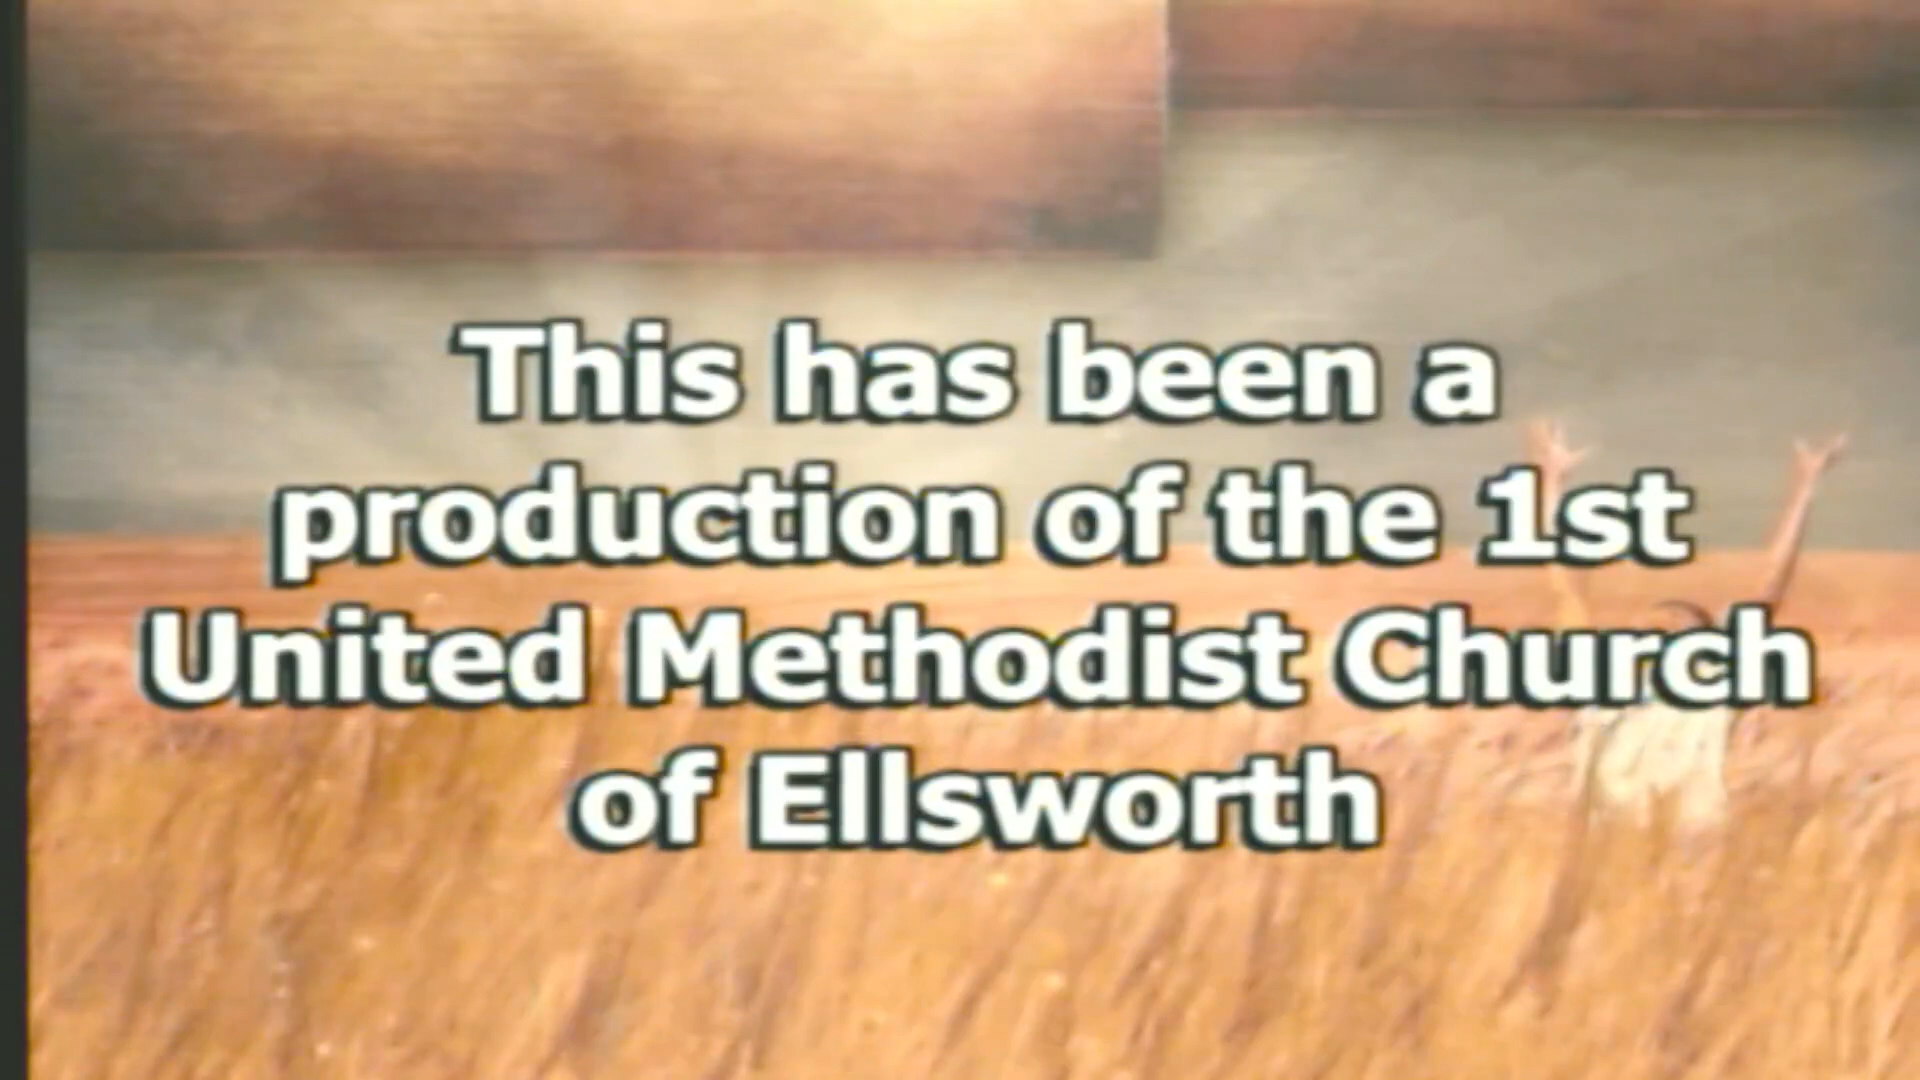 This has been a
production of the 1st
United Methodist Church
of Ellsworth